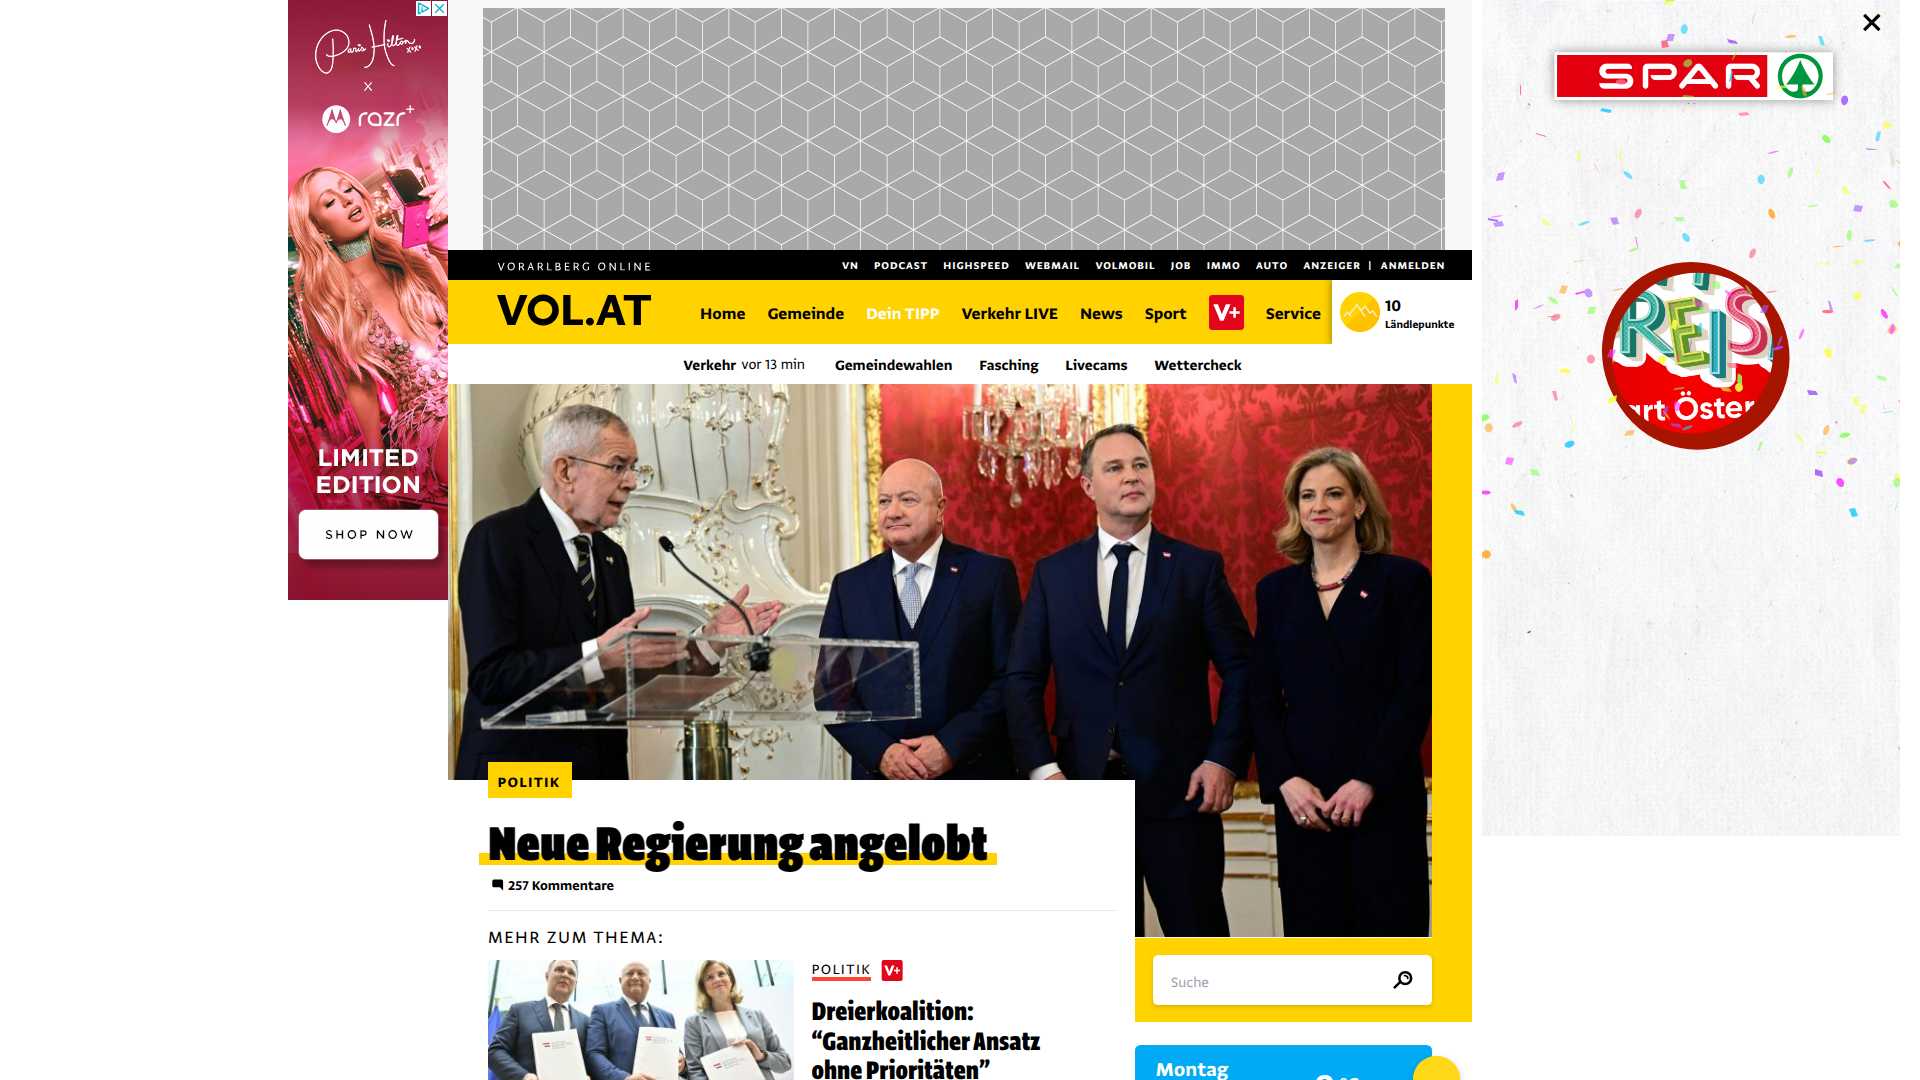 Paris Hilton
xoxo
x
razr+
LIMITED
EDITION
SHOP NOW
VORARLBERG ONLINE
VN PODCAST HIGHSPEED WEBMAIL VOLMOBIL JOB IMMO AUTO ANZEIGER | ANMELDEN
VOL.AT
Home Gemeinde Dein TIPP Verkehr LIVE News Sport V+ Service
10
Ländlepunkte
Verkehr vor 13 min Gemeindewahlen Fasching Livecams Wettercheck
POLITIK
Neue Regierung angelobt
257 Kommentare
MEHR ZUM THEMA:
POLITIK V+
Dreierkoalition:
“Ganzheitlicher Ansatz
ohne Prioritäten”
Suche
Montag
SPAR
REIS
art Öster